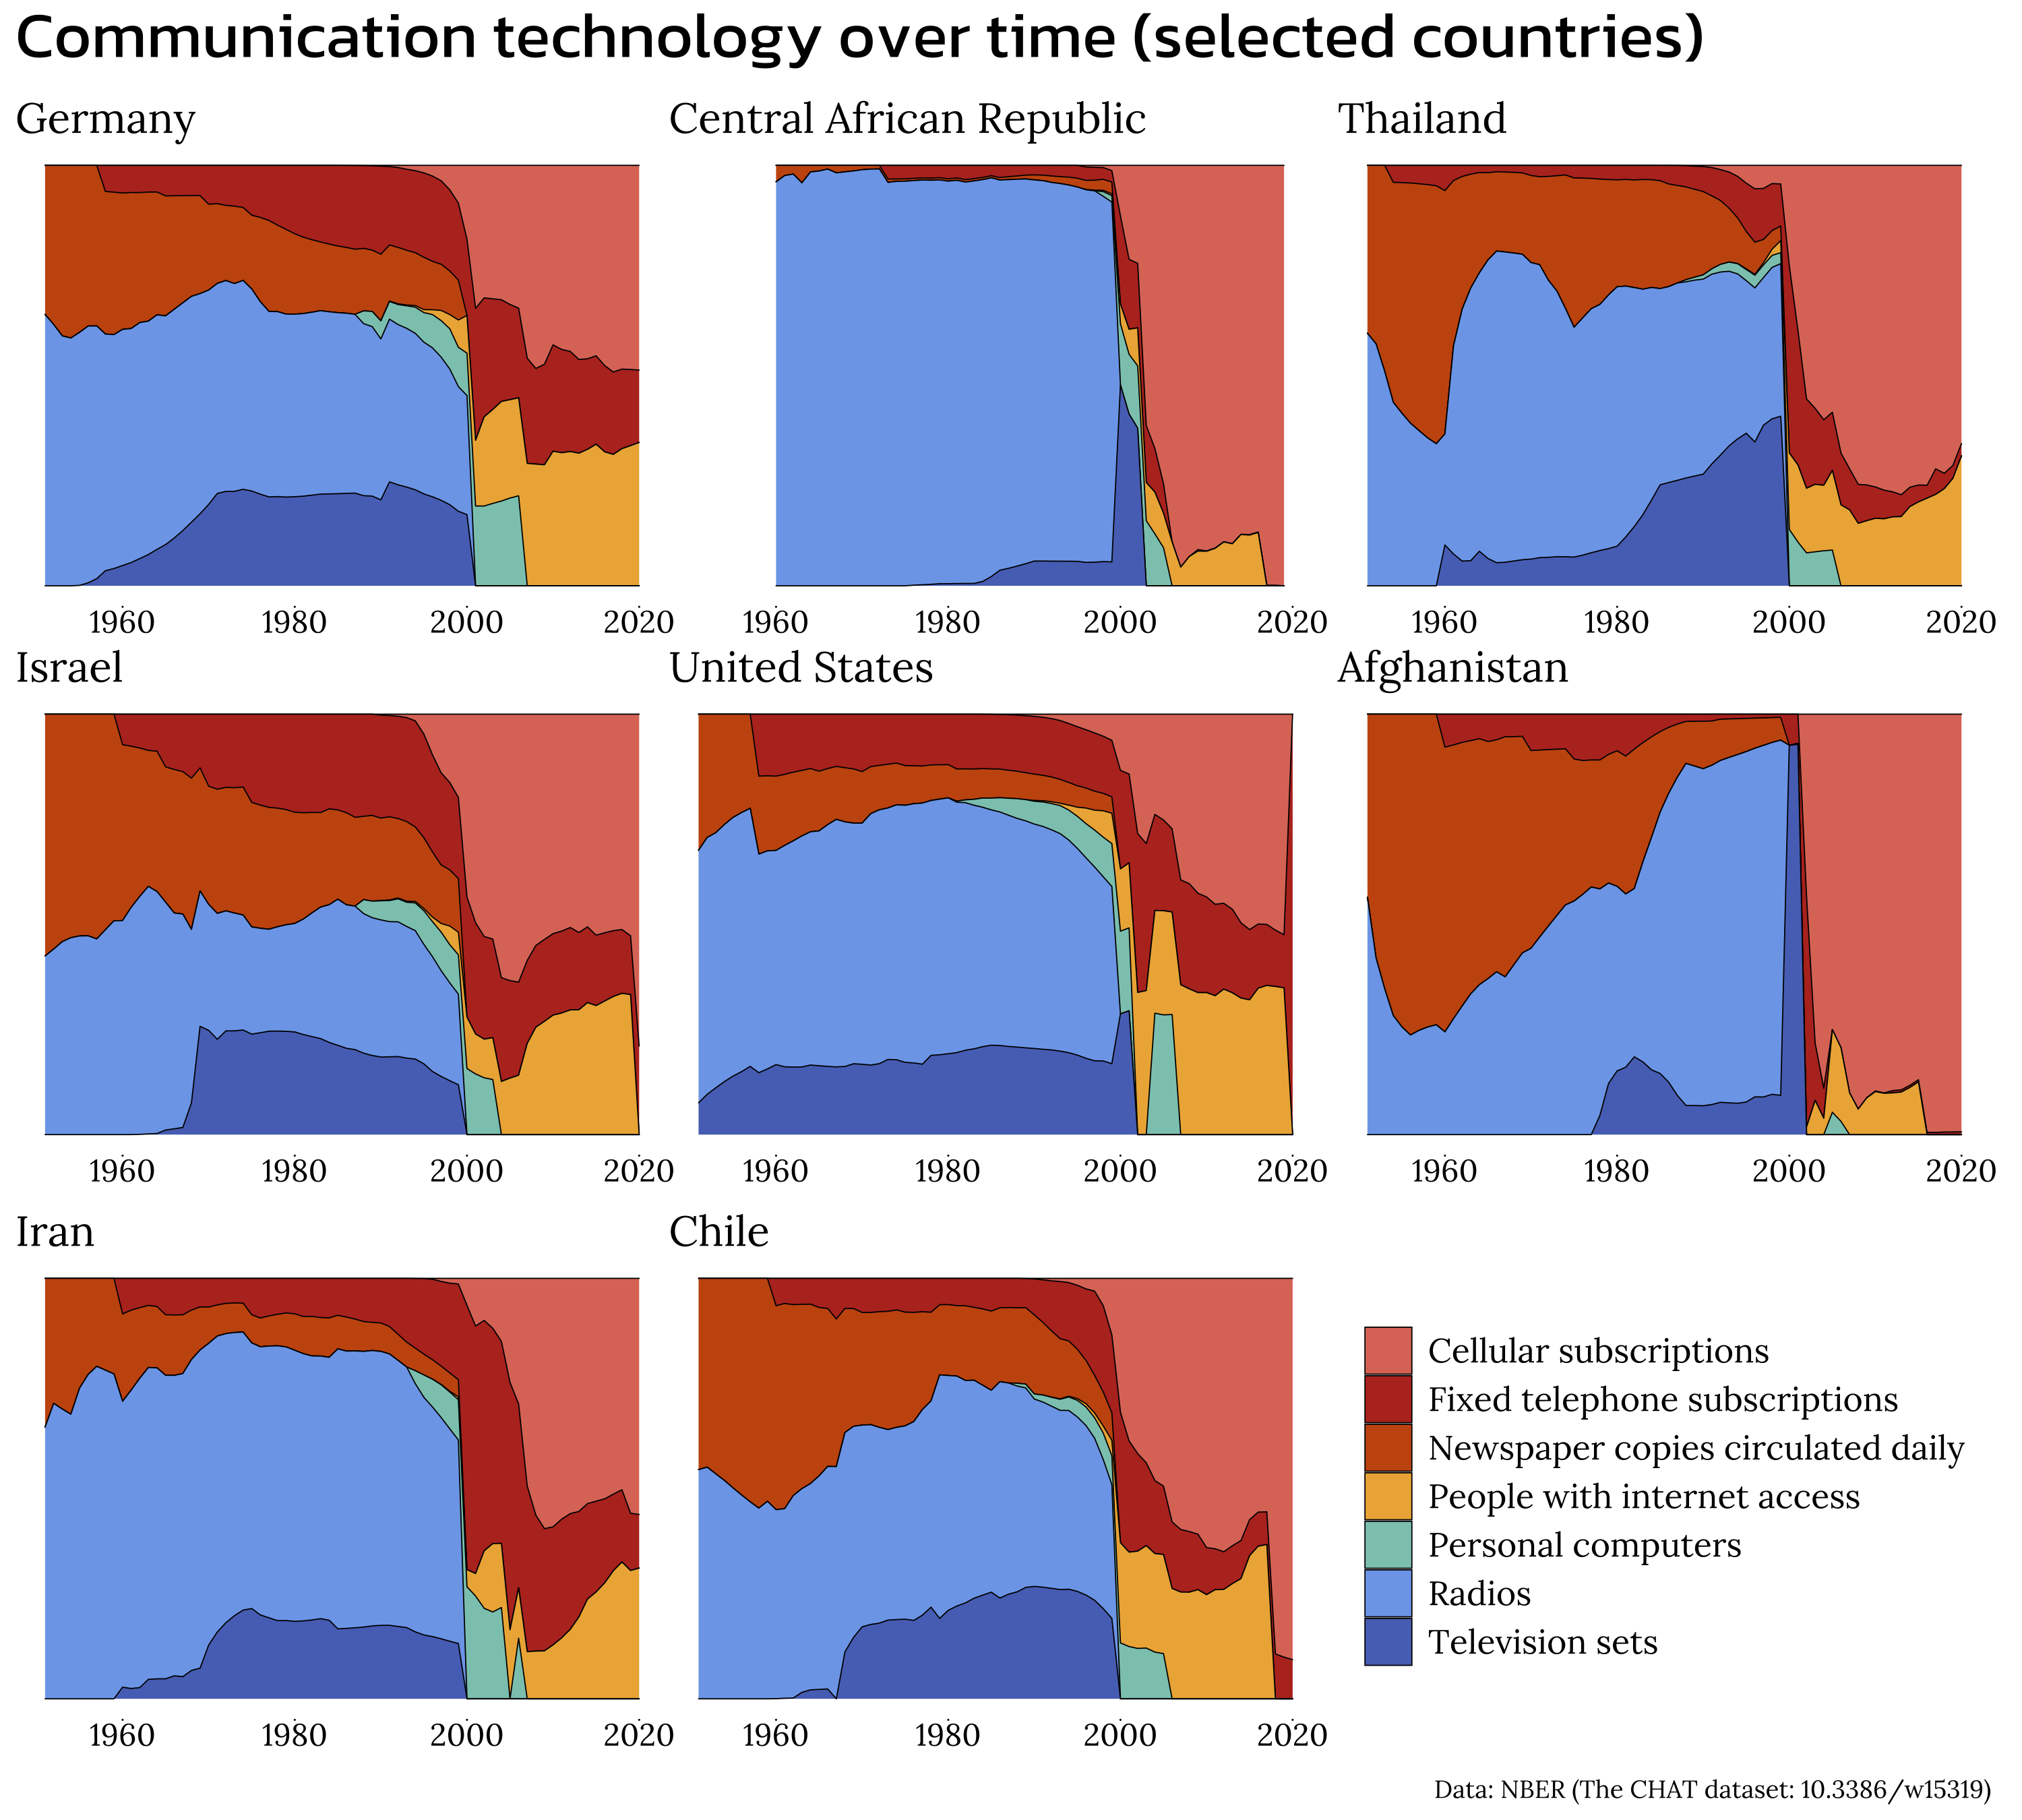 Communication technology over time (selected countries)
Germany
Central African Republic
Thailand
1960 1980 2000 2020
1960 1980 2000 2020
1960 1980 2000 2020
Israel
United States
Afghanistan
1960 1980 2000 2020
1960 1980 2000 2020
1960 1980 2000 2020
Iran
Chile
1960 1980 2000 2020
1960 1980 2000 2020
Cellular subscriptions
Fixed telephone subscriptions
Newspaper copies circulated daily
People with internet access
Personal computers
Radios
Television sets
Data: NBER (The CHAT dataset: 10.3386/w15319)